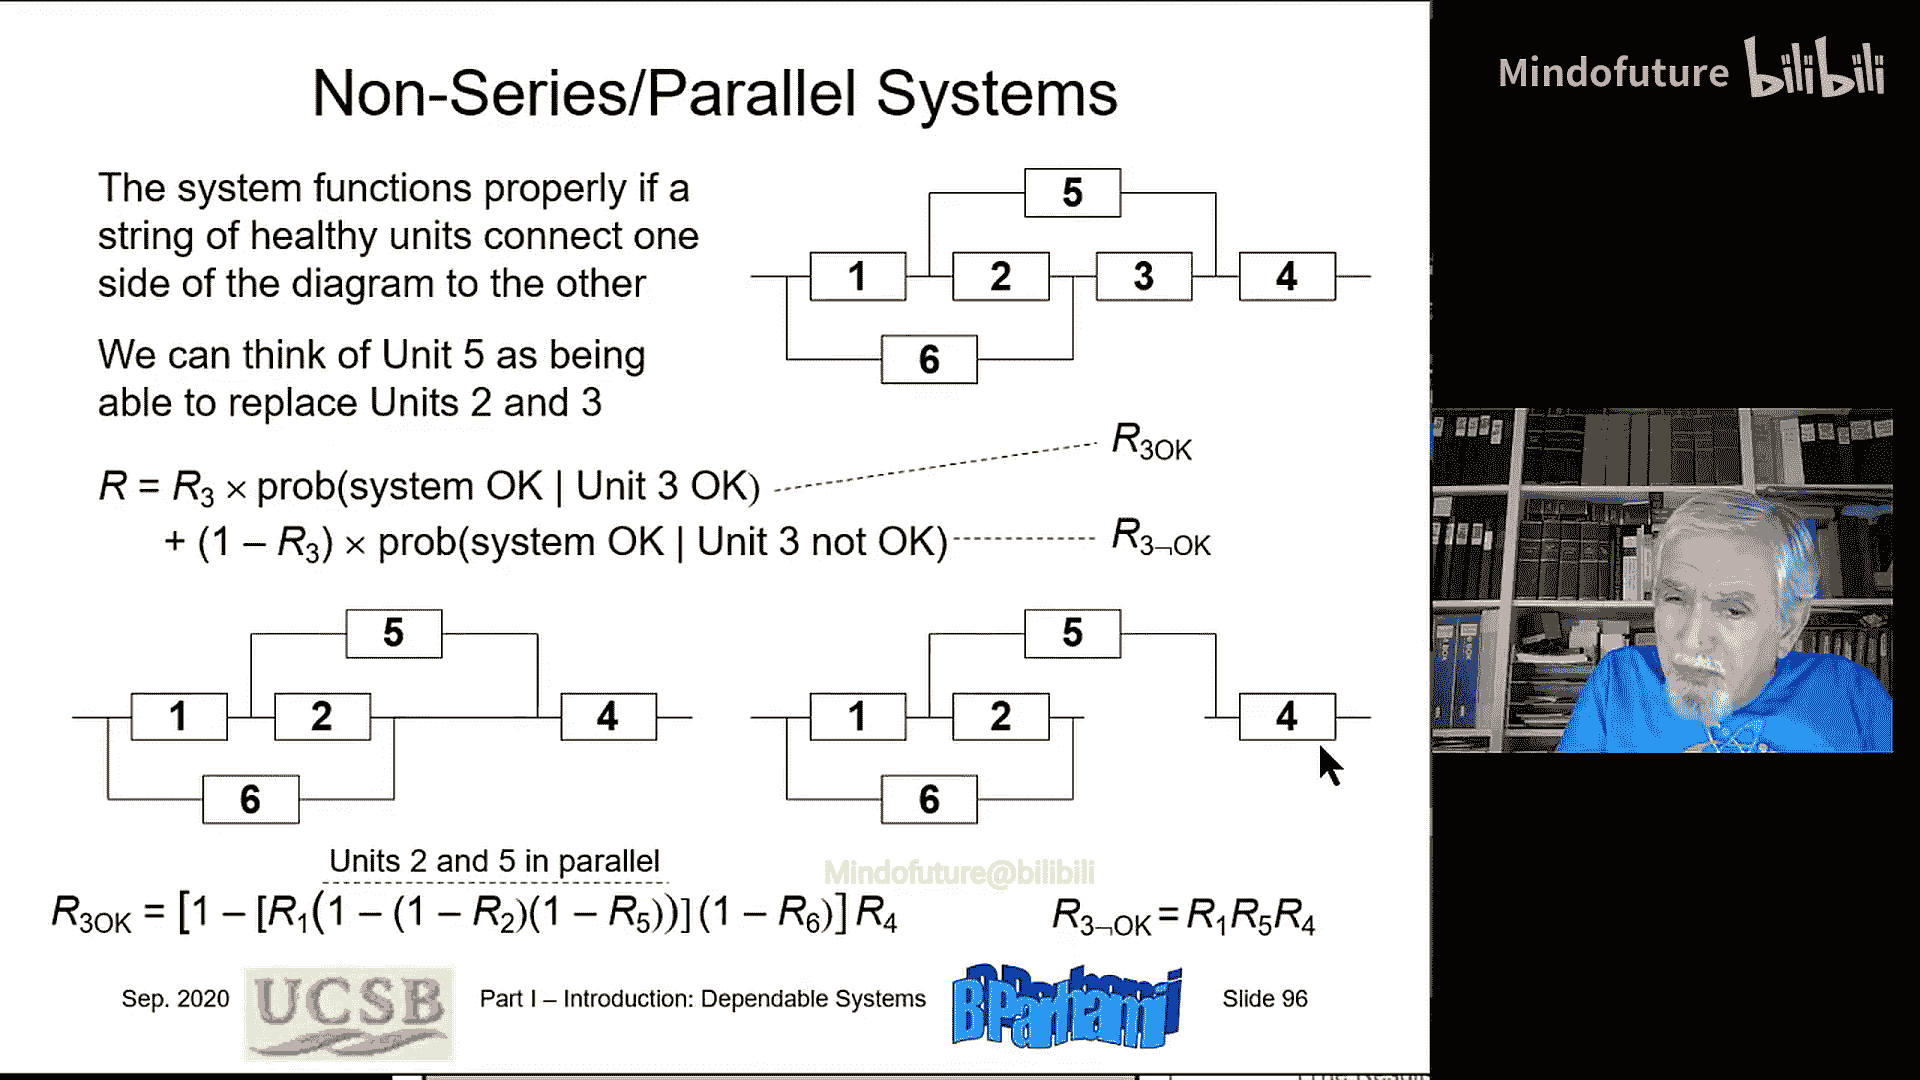 Mindofuture bilibili
Non-Series/Parallel Systems
The system functions properly if a
string of healthy units connect one
side of the diagram to the other
We can think of Unit 5 as being
able to replace Units 2 and 3
5
1 2 3 4
6
R = R3 × prob(system OK | Unit 3 OK)
R3OK
+ (1 – R3) × prob(system OK | Unit 3 not OK)
R3¬OK
5
1 2 4
6
5
1 2 4
6
Units 2 and 5 in parallel
Mindofuture@bilibili
R3OK = [1 – [R1(1 – (1 – R2)(1 – R5))] (1 – R6)] R4
R3¬OK = R1R5R4
Sep. 2020
UCSB
Part I – Introduction: Dependable Systems
B Parhami
Slide 96